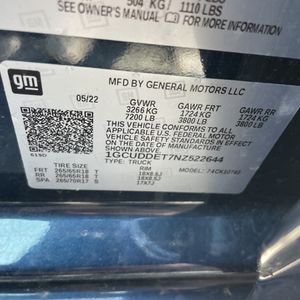 504 KG / 1110 LBS
SEE OWNER'S MANUAL FOR MORE INFORMATION
gm
MFD BY GENERAL MOTORS LLC
05/22 GVWR GAWR FRT GAWR RR
3266 KG 1724 KG 1724 KG
7200 LB 3800 LB 3800 LB
THIS VEHICLE CONFORMS TO ALL APPLICABLE
U.S. FEDERAL MOTOR VEHICLE SAFETY
AND THEFT PREVENTION STANDARDS IN EFFECT
ON THE DATE OF MANUFACTURE SHOWN ABOVE.
1GCUDDET7NZ522644
TYPE: TRUCK
TIRE SIZE RIM
FRT 265/65R18 T 18X8.5J
RR 265/65R18 T 18X8.5J
SPA 265/70R17 S 17X7J